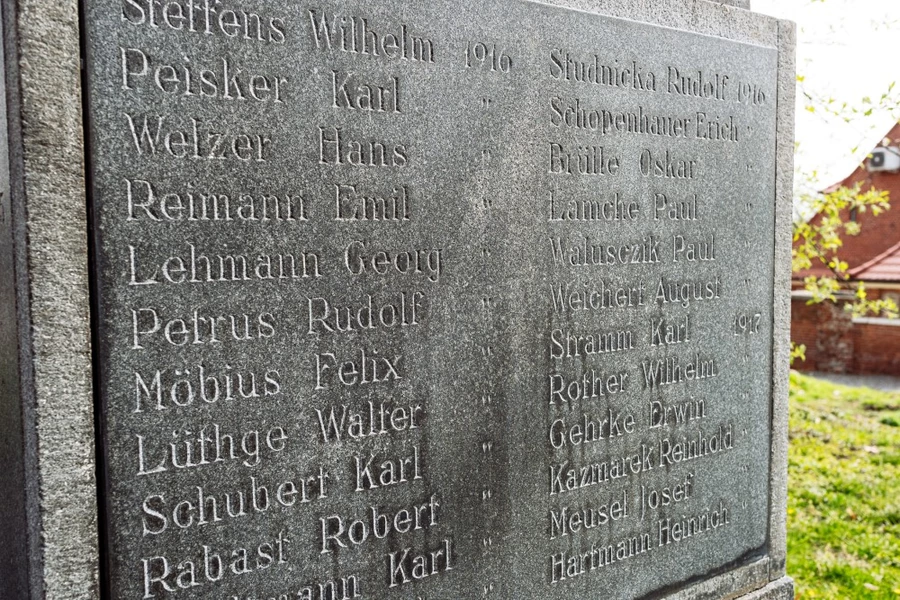 Steffens Wilhelm 1916
Peisker Karl "
Welzer Hans "
Reimann Emil "
Lehmann Georg "
Petrus Rudolf "
Möbius Felix "
Lüthge Walter "
Schubert Karl "
Rabast Robert "
Karl "
Studnicka Rudolf 1916
Schopenhauer Erich "
Brülle Oskar "
Lamche Paul "
Walusczik Paul "
Weichert August "
Stramm Karl 1917
Rother Wilhelm "
Gehrke Erwin "
Kazmarek Reinhold "
Meusel Josef "
Hartmann Heinrich "